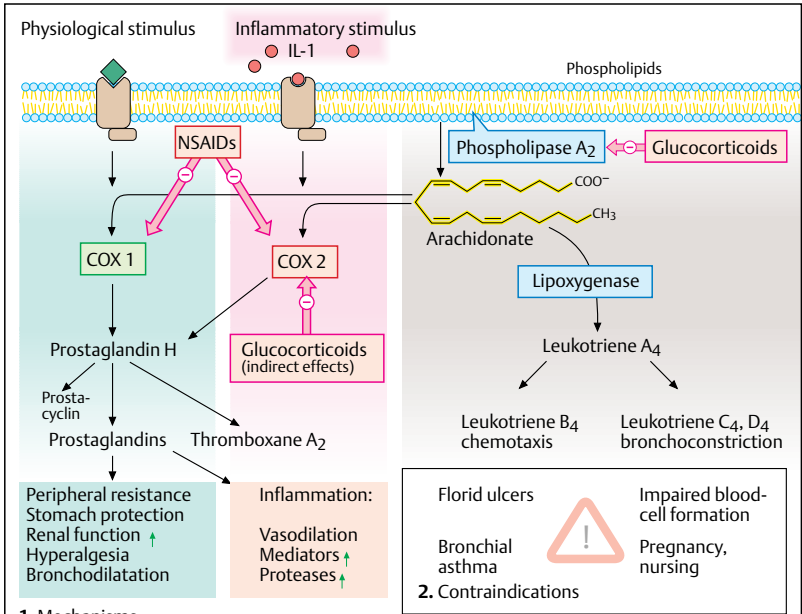 Physiological stimulus
Inflammatory stimulus
IL-1
Phospholipids
NSAIDs
Phospholipase A2
Glucocorticoids
COO−
CH3
Arachidonate
COX 1
COX 2
Lipoxygenase
Prostaglandin H
Glucocorticoids
(indirect effects)
Leukotriene A4
Prosta-
cyclin
Prostaglandins
Thromboxane A2
Leukotriene B4
chemotaxis
Leukotriene C4, D4
bronchoconstriction
Peripheral resistance
Stomach protection
Renal function ↑
Hyperalgesia
Bronchodilatation
Inflammation:
Vasodilation
Mediators ↑
Proteases ↑
Florid ulcers
Impaired blood-
cell formation
!
Bronchial
asthma
Pregnancy,
nursing
2. Contraindications
1. Mechanisms